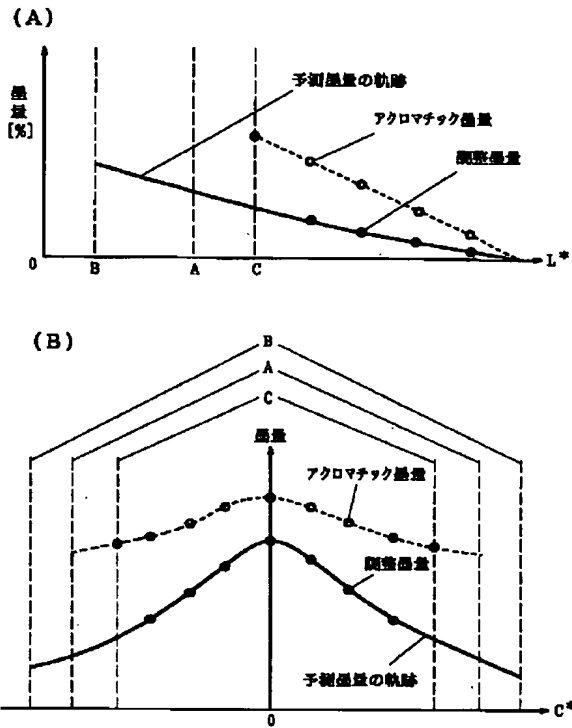 (A)
墨
量
[%]
予測墨量の軌跡
アクロマチック墨量
調整墨量
0
B
A
C
L*
(B)
B
A
C
墨量
アクロマチック墨量
調整墨量
予測墨量の軌跡
0
C*